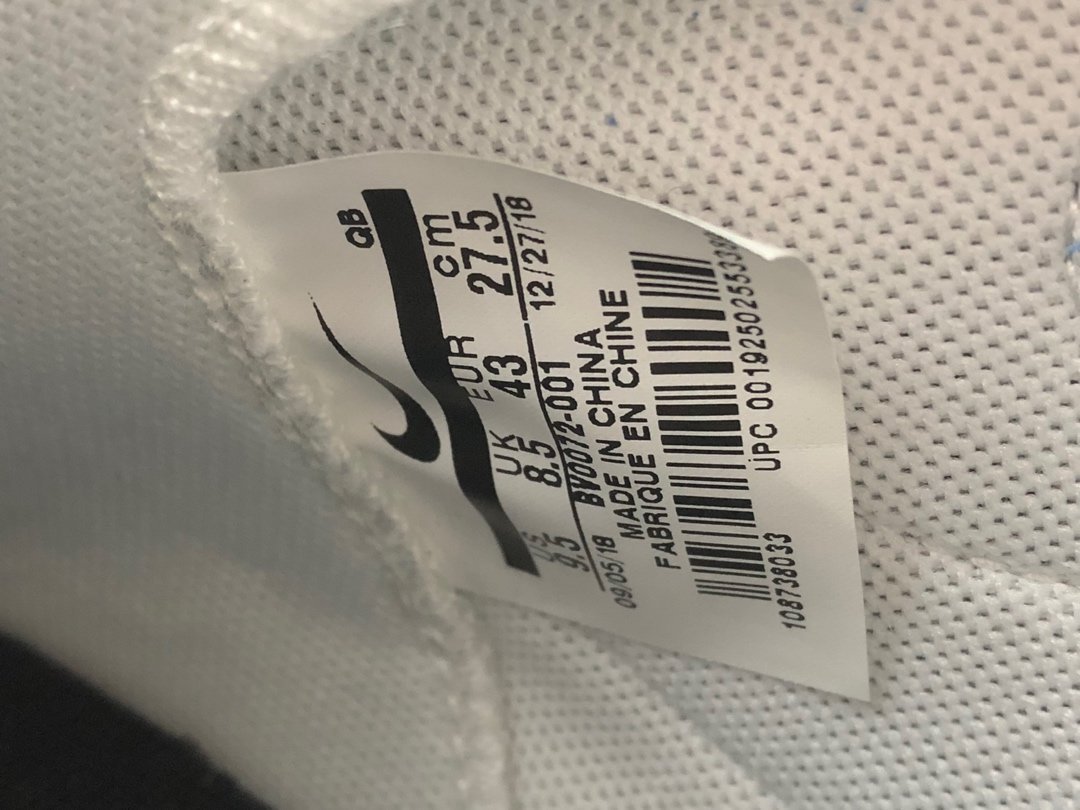 QB
US UK EUR cm
9.5 8.5 43 27.5
09/05/18 BV0072-001 12/27/18
MADE IN CHINA
FABRIQUE EN CHINE
108738033 UPC